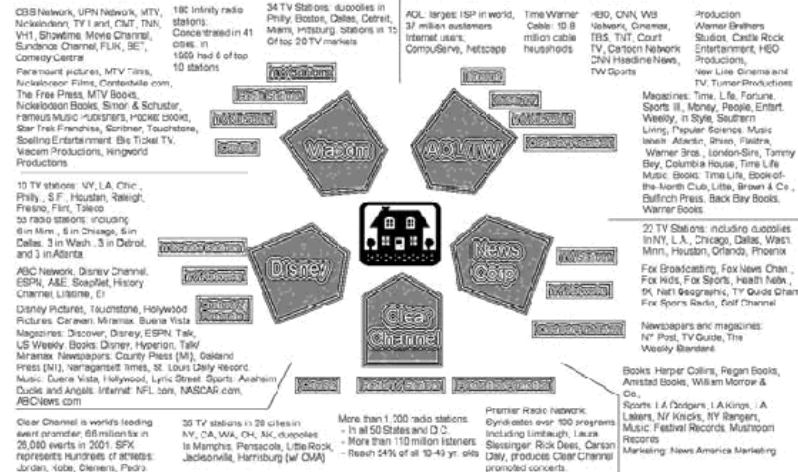 CBS Network, UPN Network, MTV,
Nickelodeon, TV Land, CNT, TNN,
VH1, Showtime, Movie Channel,
Sundance Channel, FLIX, BET,
Comedy Central
Paramount pictures, MTV Films,
Nickelodeon Films, Contentville.com,
The Free Press, MTV Books,
Nickelodeon Books, Simon & Schuster,
Famous Music Publishers, Pocket Books,
Star Trek Franchise, Scribner, Touchstone,
Spelling Entertainment, Big Ticket TV,
Viacom Productions, Kingworld
Productions
180 Infinity radio
stations:
Concentrated in 41
cities. In
1999 had 6 of top
10 stations
34 TV Stations: duopolies in
Philly, Boston, Dallas, Detroit,
Miami, Pittsburg. Stations in 15
Of top 20 TV markets
AOL: largest ISP in world,
37 million customers
Internet users,
CompuServe, Netscape
Time Warner
Cable: 10.8
million cable
households
HBO, CNN, WB
Network, Cinemax,
TBS, TNT, Court
TV, Cartoon Network
CNN Headline News,
TW Sports
Production
Warner Brothers
Studios, Castle Rock
Entertainment, HBO
Productions,
New Line Cinema and
TV, Turner Productions
Magazines: Time, Life, Fortune,
Sports Ill., Money, People, Entert.
Weekly, In Style, Southern
Living, Popular Science. Music
labels: Atlantic, Rhino, Elektra,
Warner Bros., London-Sire, Tommy
Boy, Columbia House, Time Life
Music. Books: Time Life, Book-of-
the-Month Club, Little, Brown & Co.,
Bullfinch Press, Back Bay Books,
Warner Books
Viacom
AOL/TW
10 TV stations: NY, LA, Chic.,
Philly., S.F., Houston, Raleigh,
Fresno, Flint, Toledo
53 radio stations: including
6 in Minn., 5 in Chicago, 5 in
Dallas, 3 in Wash., 3 in Detroit,
and 3 in Atlanta
ABC Network, Disney Channel,
ESPN, A&E, SoapNet, History
Channel, Lifetime, E!
Disney Pictures, Touchstone, Hollywood
Pictures, Caravan, Miramax, Buena Vista
Magazines: Discover, Disney, ESPN, Talk,
US Weekly. Books: Disney, Hyperion, Talk/
Miramax. Newspapers: County Press (MI), Oakland
Press (MI), Narragansett Times, St. Louis Daily Record.
Music: Buena Vista, Hollywood, Lyric Street. Sports: Anaheim
Ducks and Angels. Internet: NFL.com, NASCAR.com,
ABCNews.com
Disney
News
Corp
Clear
Channel
22 TV Stations: including duopolies
In NY, L.A., Chicago, Dallas, Wash.
Minn., Houston, Orlando, Phoenix
Fox Broadcasting, Fox News Chan.,
Fox Kids, Fox Sports, Health Netw.,
FX, Nat'l Geographic, TV Guide Chan
Fox Sports Radio, Golf Channel
Newspapers and magazines:
NY Post, TV Guide, The
Weekly Standard
Books: Harper Collins, Regan Books,
Amistad Books, William Morrow &
Co.,
Sports: LA Dodgers, LA Kings, LA
Lakers, NY Knicks, NY Rangers,
Music: Festival Records, Mushroom
Records
Marketing: News America Marketing
Clear Channel is world's leading
event promoter, 66 million tix in
26,000 events in 2001. SFX
represents hundreds of athletes:
Jordan, Kobe, Clemens, Pedro
TV stations in 28 cities in
NY, CA, WA, OH, AK, duopolies
In Memphis, Pensacola, Little Rock,
Jacksonville, Harrisburg (w/ CMA)
More than 1,200 radio stations
- In all 50 States and D.C.
- More than 110 million listeners
- Reach 54% of all 18-49 yr. olds
Premier Radio Network
Syndicates over 100 programs
Including Limbaugh, Laura
Slessinger, Rick Dees, Carson
Daly, produces Clear Channel
promoted concerts.